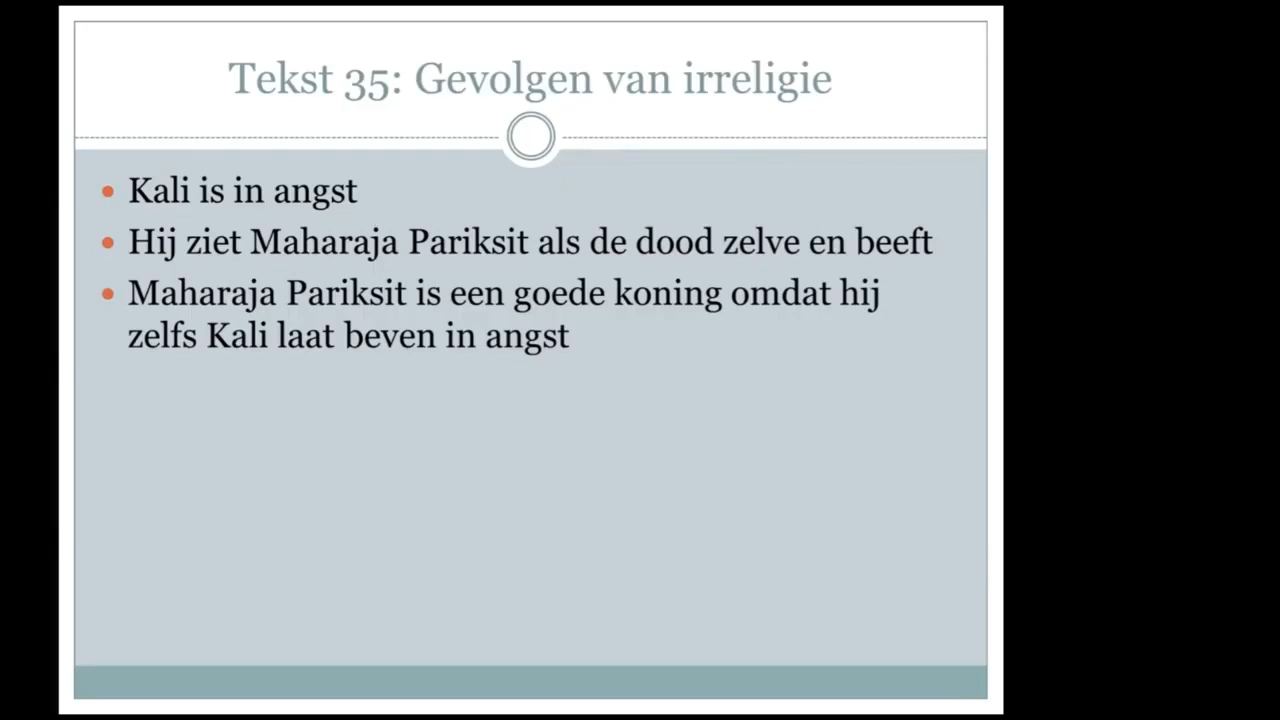 Tekst 35: Gevolgen van irreligie
• Kali is in angst
• Hij ziet Maharaja Pariksit als de dood zelve en beeft
• Maharaja Pariksit is een goede koning omdat hij
zelfs Kali laat beven in angst